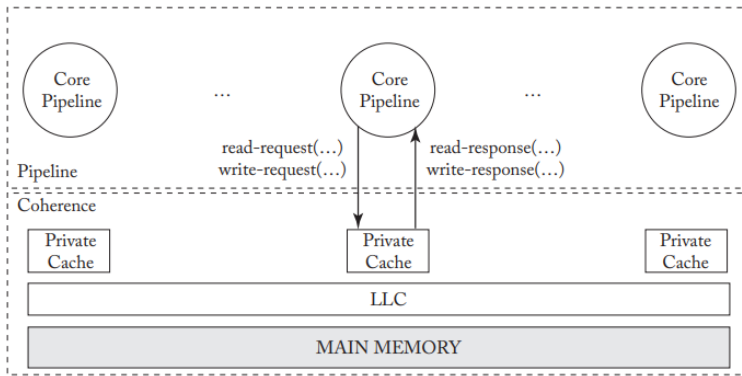 Core
Pipeline
...
Core
Pipeline
...
Core
Pipeline
read-request(...)
write-request(...)
read-response(...)
write-response(...)
Pipeline
Coherence
Private
Cache
Private
Cache
Private
Cache
LLC
MAIN MEMORY